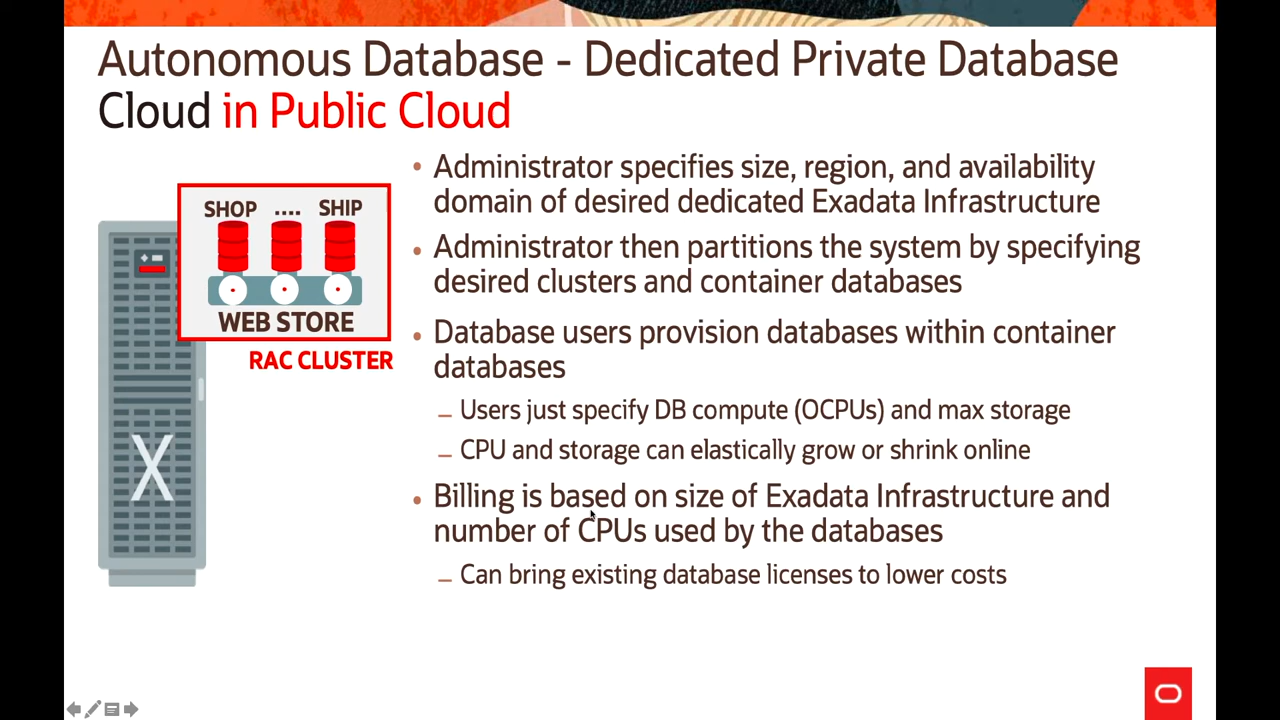 Autonomous Database - Dedicated Private Database
Cloud in Public Cloud
SHOP .... SHIP
WEB STORE
RAC CLUSTER
X
• Administrator specifies size, region, and availability
domain of desired dedicated Exadata Infrastructure
• Administrator then partitions the system by specifying
desired clusters and container databases
• Database users provision databases within container
databases
– Users just specify DB compute (OCPUs) and max storage
– CPU and storage can elastically grow or shrink online
• Billing is based on size of Exadata Infrastructure and
number of CPUs used by the databases
– Can bring existing database licenses to lower costs